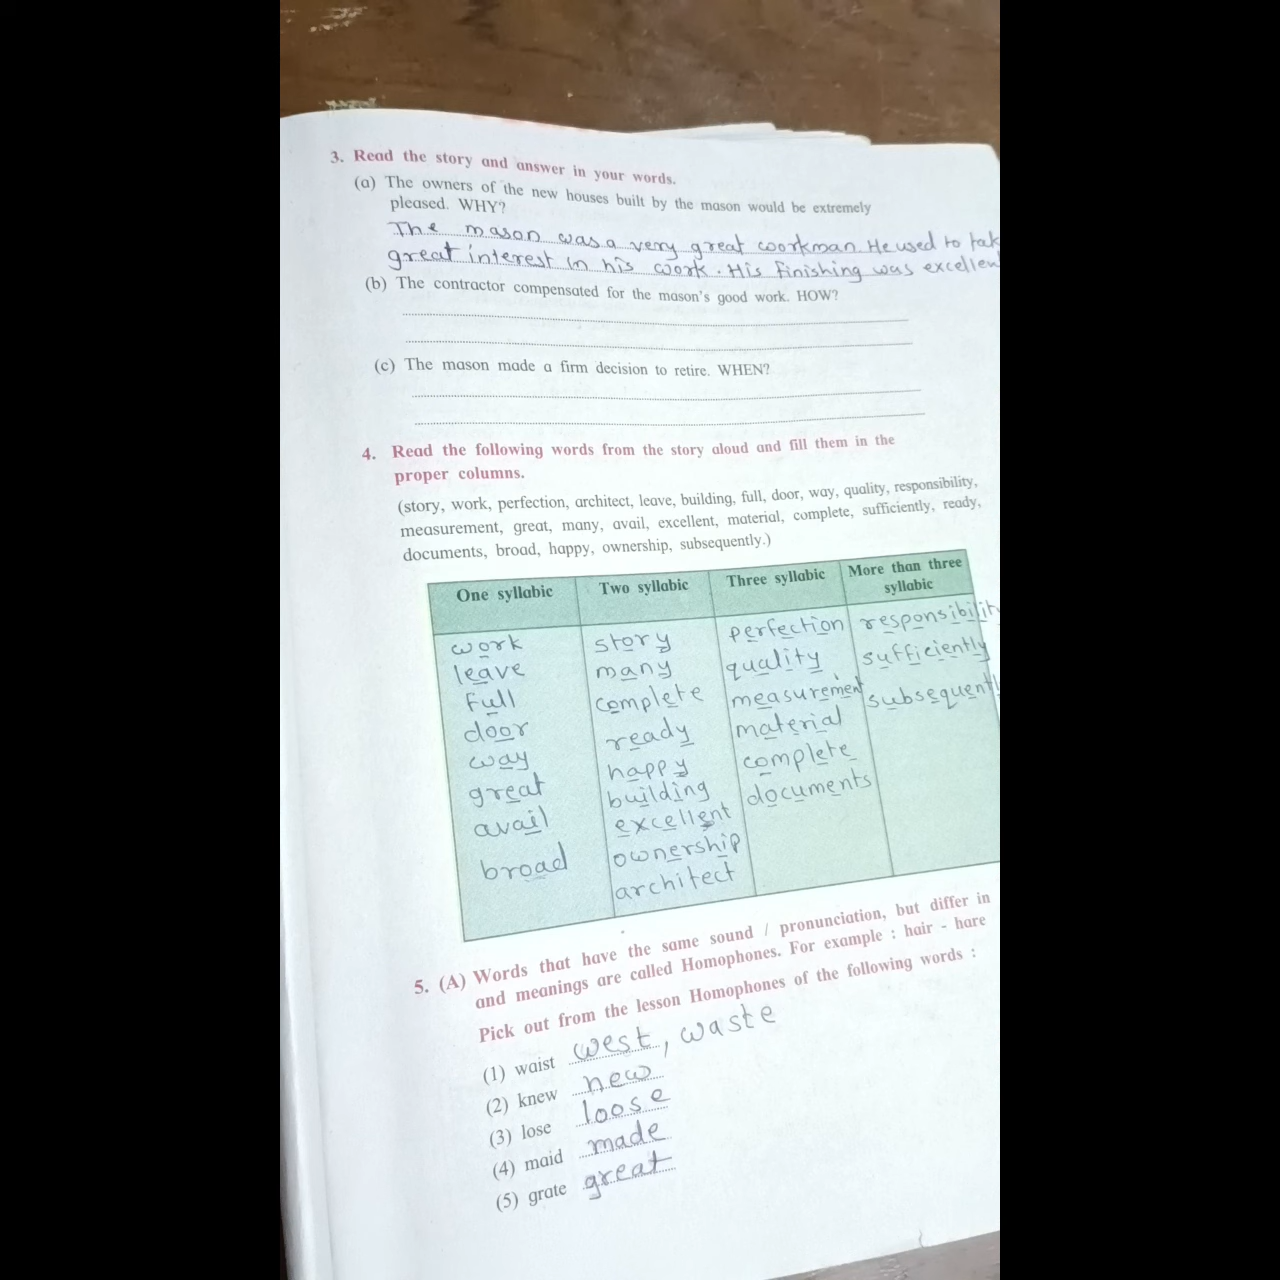 3. Read the story and answer in your words.
(a) The owners of the new houses built by the mason would be extremely
pleased. WHY?
The mason was a very great workman. He used to tak
great interest in his work. His Finishing was excellen
(b) The contractor compensated for the mason's good work. HOW?
(c) The mason made a firm decision to retire. WHEN?
4. Read the following words from the story aloud and fill them in the
proper columns.
(story, work, perfection, architect, leave, building, full, door, way, quality, responsibility,
measurement, great, many, avail, excellent, material, complete, sufficiently, ready,
documents, broad, happy, ownership, subsequently.)
One syllabic Two syllabic Three syllabic More than three
syllabic
work story perfection responsibility
leave many quality sufficiently
full complete measurement subsequentl
door ready material
way happy complete
great building documents
avail excellent
broad ownership
architect
5. (A) Words that have the same sound / pronunciation, but differ in
and meanings are called Homophones. For example : hair - hare
Pick out from the lesson Homophones of the following words :
(1) waist west, waste
(2) knew new
(3) lose loose
(4) maid made
(5) grate great